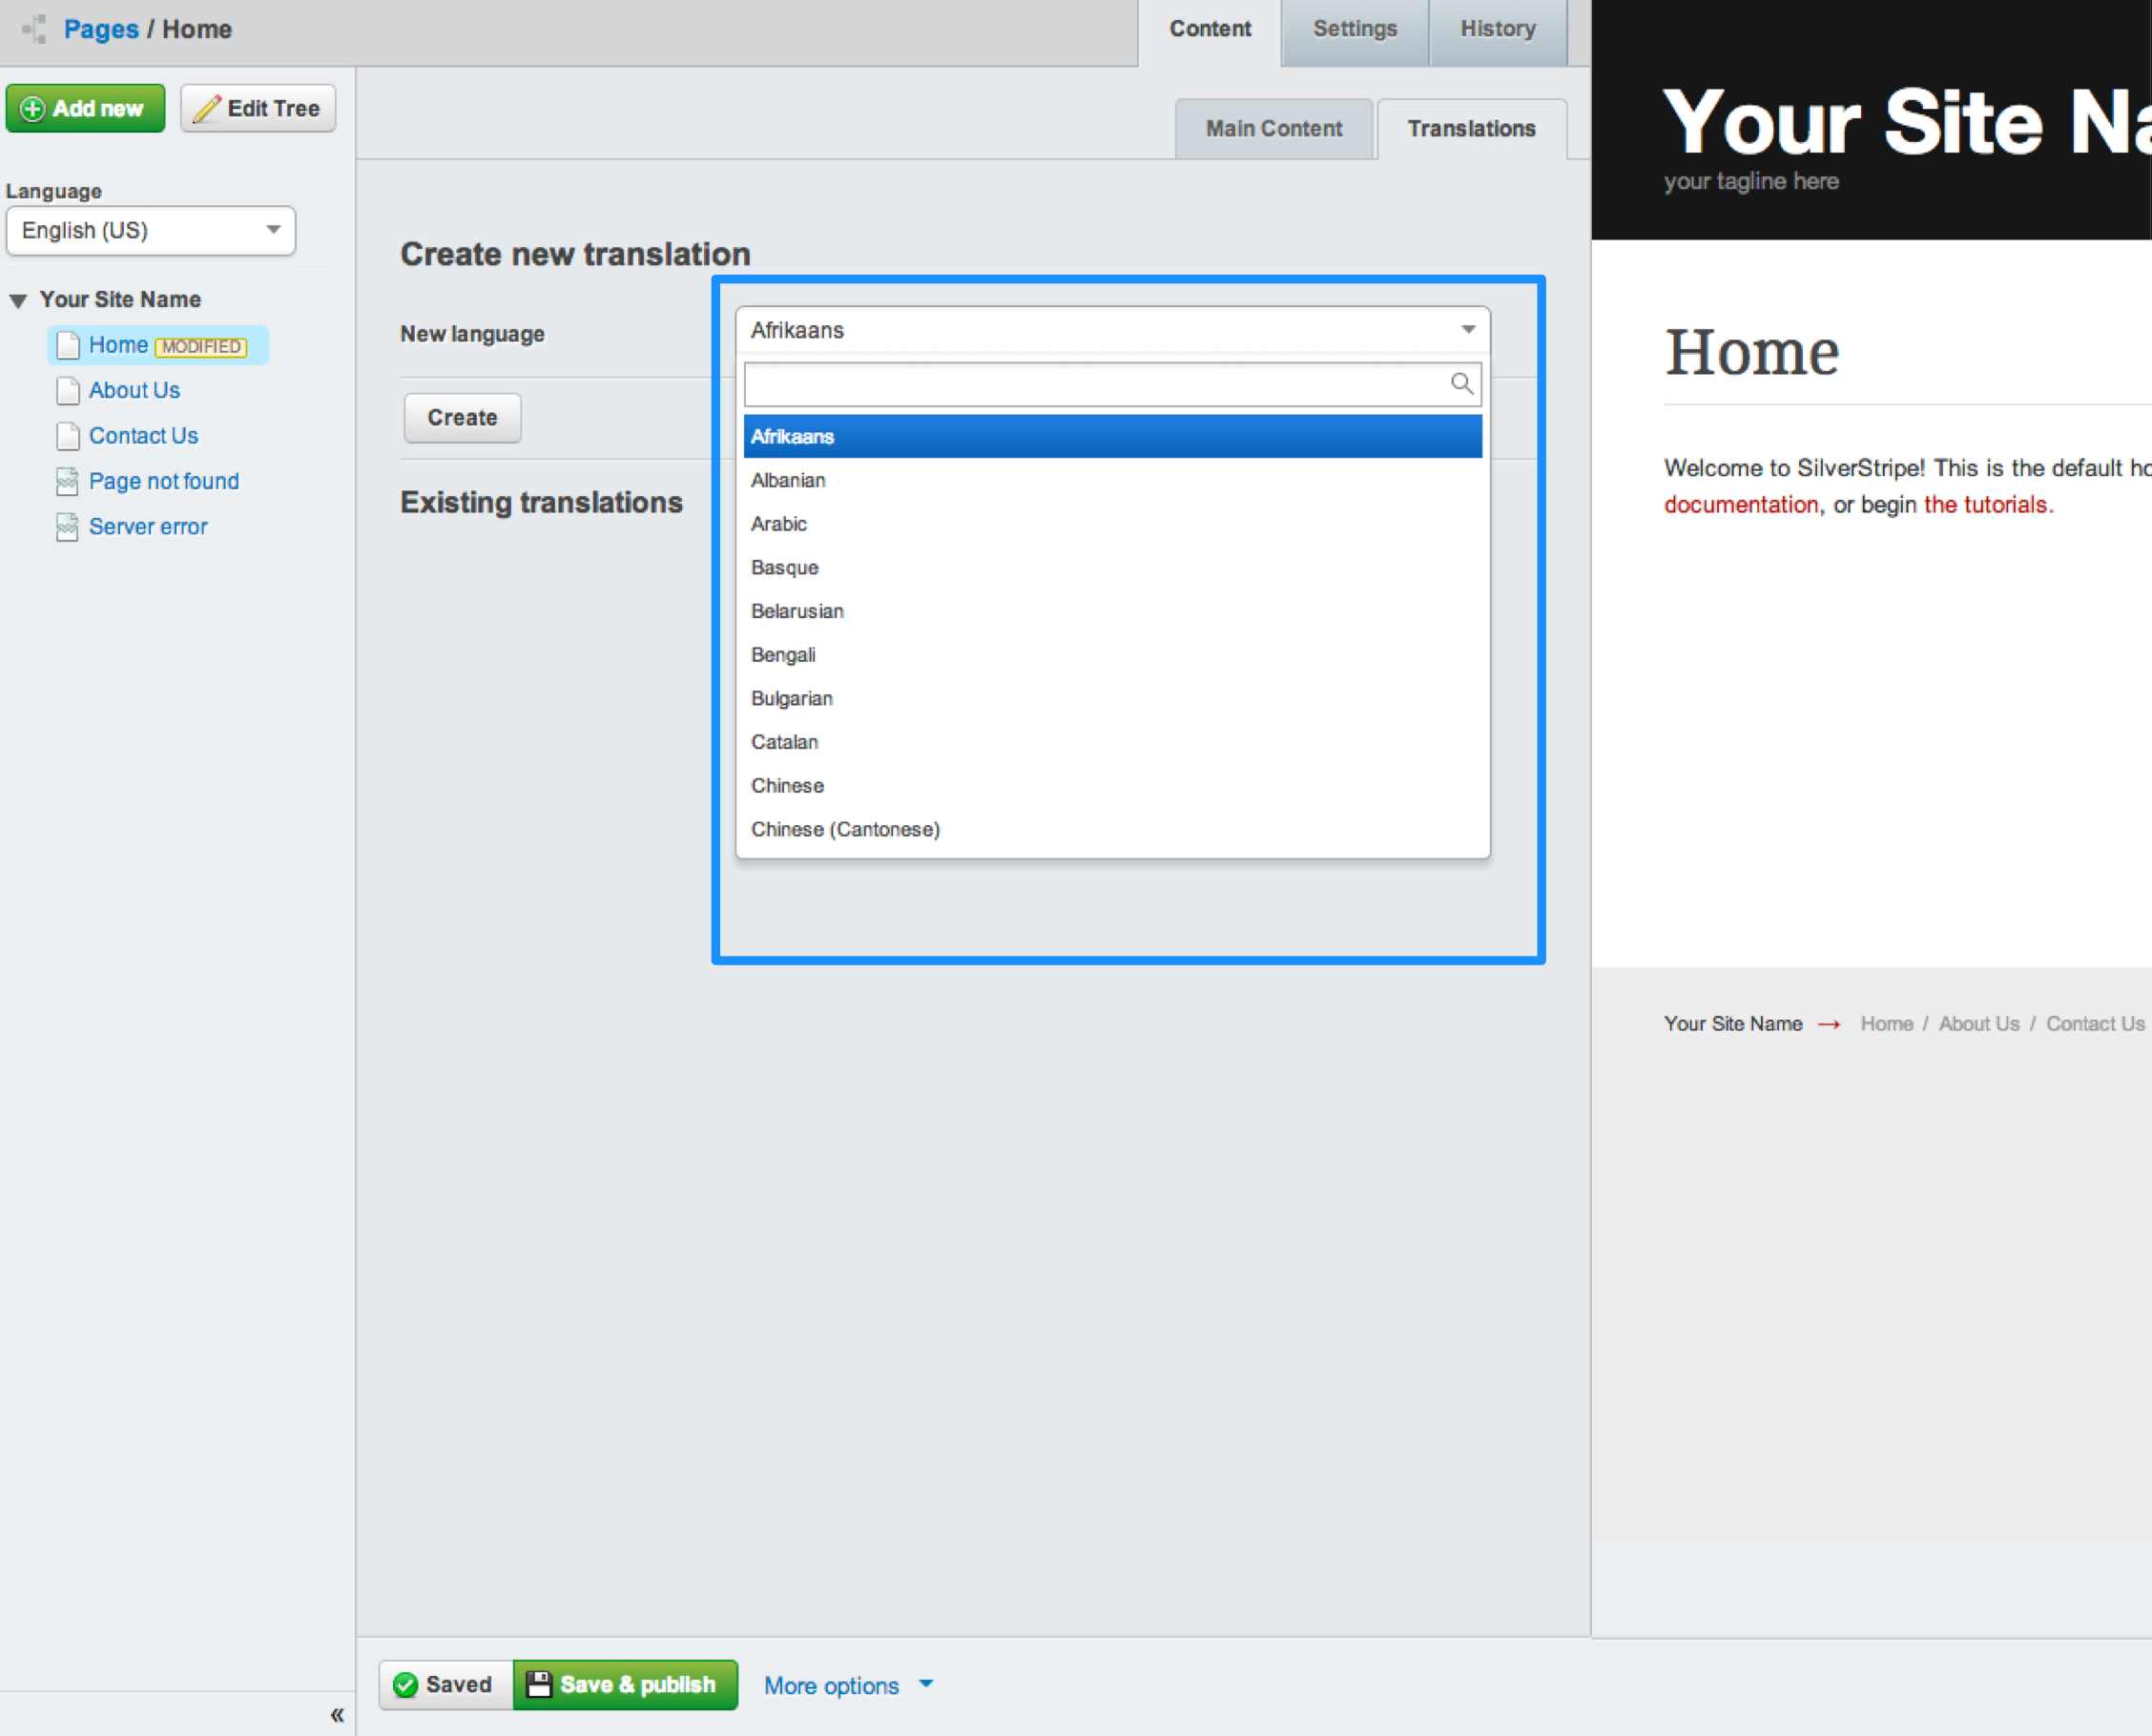 Pages / Home
Content
Settings
History
Add new
Edit Tree
Main Content
Translations
Language
English (US)
Your Site Name
Home MODIFIED
About Us
Contact Us
Page not found
Server error
Create new translation
New language
Afrikaans
Create
Afrikaans
Albanian
Arabic
Basque
Belarusian
Bengali
Bulgarian
Catalan
Chinese
Chinese (Cantonese)
Existing translations
Saved
Save & publish
More options
«
Your Site
your tagline here
Home
Welcome to SilverStripe! This is the default
documentation, or begin the tutorials.
Your Site Name → Home / About Us / Contact Us